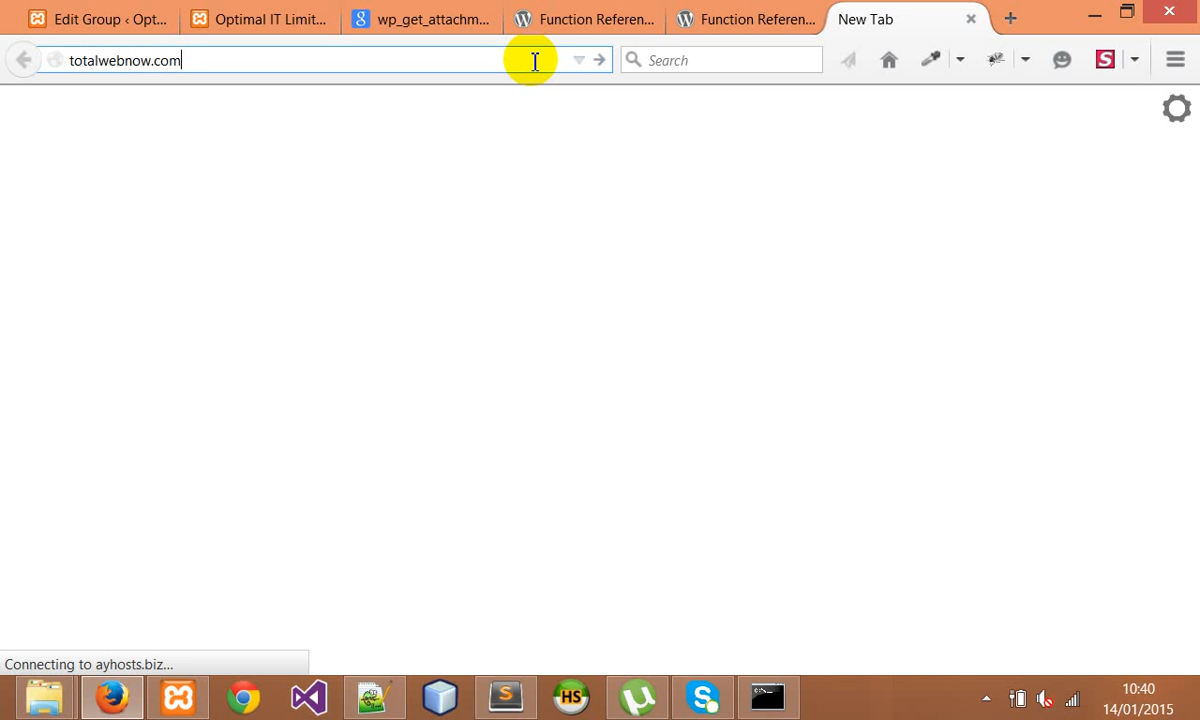 Edit Group ‹ Opt...
Optimal IT Limit...
wp_get_attachm...
Function Referen...
Function Referen...
New Tab
totalwebnow.com
Search
S
Connecting to ayhosts.biz...
S
HS
10:40
14/01/2015